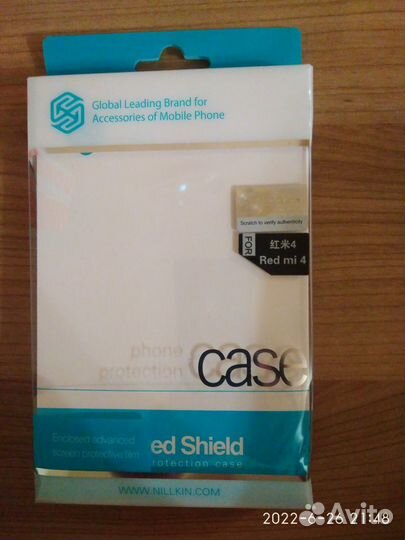 Global Leading Brand for
Accessories of Mobile Phone
Scratch to verify authenticity
FOR
红米4
Red mi 4
phone
protection
case
Enclosed advanced
screen protective film
ed Shield
rotection case
WWW.NILLKIN.COM
Avito
2022-6-26 21:48